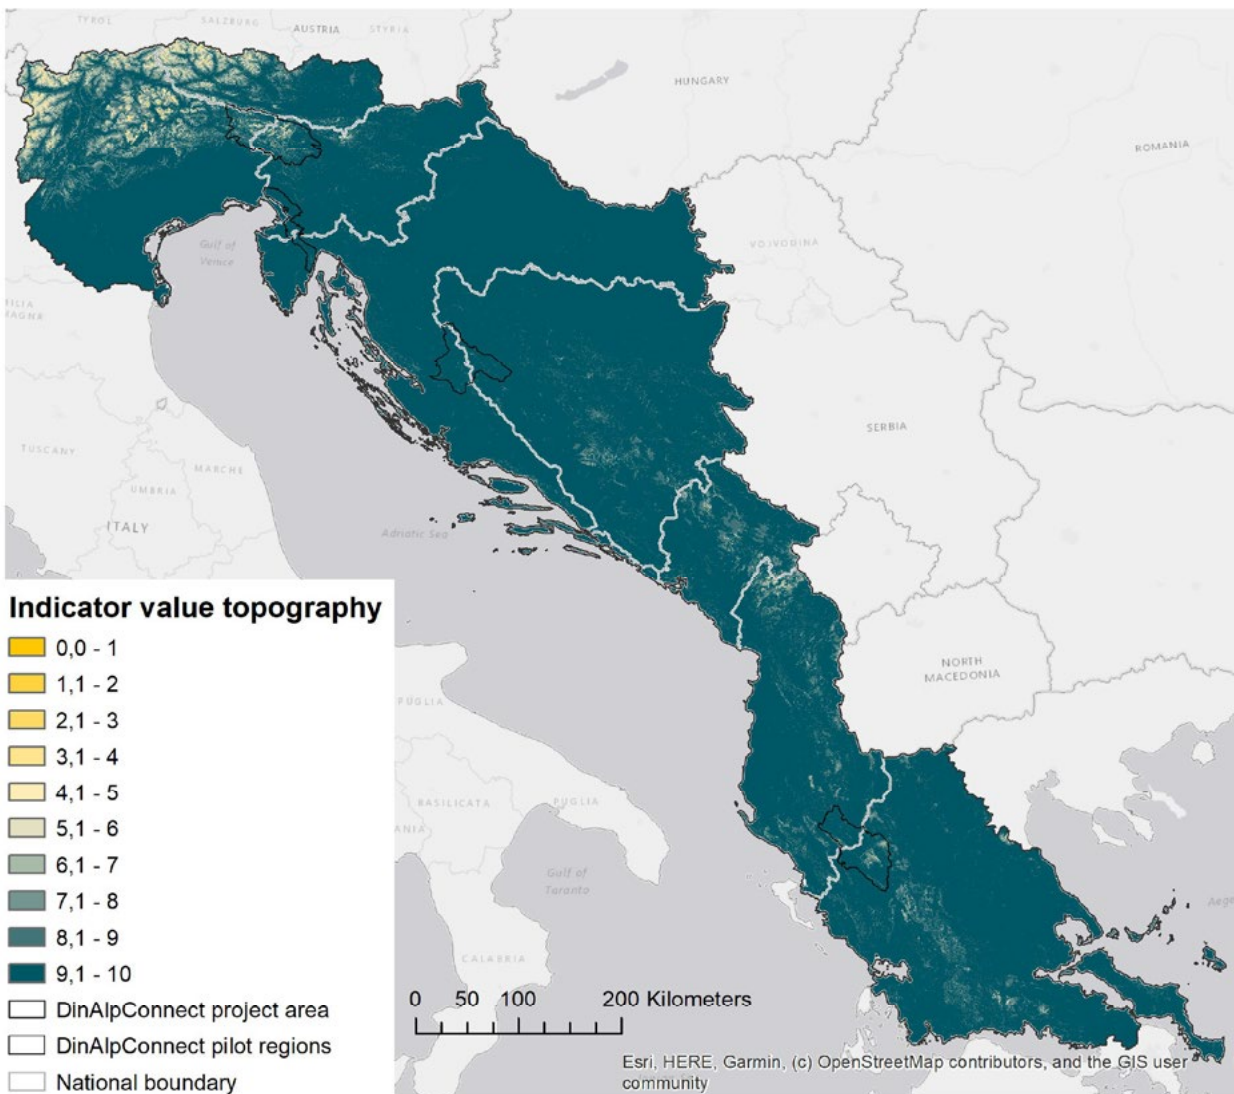 TYROL
SALZBURG
AUSTRIA
STYRIA
HUNGARY
ROMANIA
VOJVODINA
Gulf of
Venice
MILIA
MAGNA
SERBIA
TUSCANY
MARCHE
UMBRIA
ITALY
Adriatic Sea
NORTH
MACEDONIA
PUGLIA
BASILICATA
PUGLIA
ANIA
Gulf of
Taranto
CALABRIA
Aege
Indicator value topography
0,0 - 1
1,1 - 2
2,1 - 3
3,1 - 4
4,1 - 5
5,1 - 6
6,1 - 7
7,1 - 8
8,1 - 9
9,1 - 10
DinAlpConnect project area
DinAlpConnect pilot regions
National boundary
0 50 100 200 Kilometers
Esri, HERE, Garmin, (c) OpenStreetMap contributors, and the GIS user
community